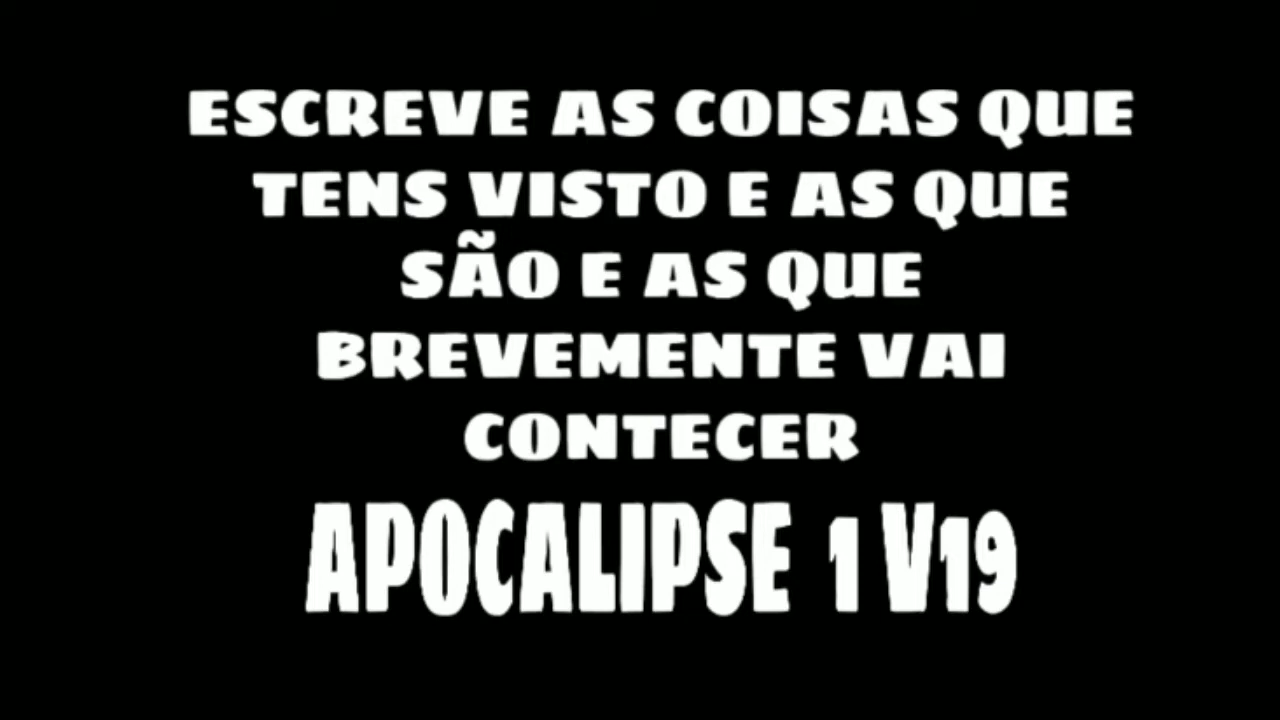 ESCREVE AS COISAS QUE
TENS VISTO E AS QUE
SÃO E AS QUE
BREVEMENTE VAI
CONTECER
APOCALIPSE 1 V19